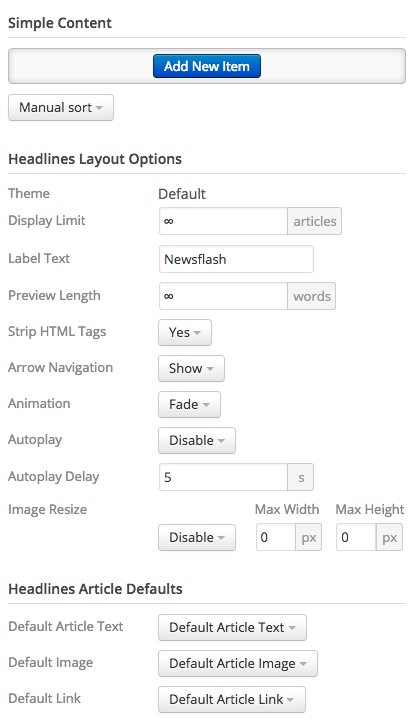 Simple Content
Add New Item
Manual sort
Headlines Layout Options
Theme Default
Display Limit ∞ articles
Label Text Newsflash
Preview Length ∞ words
Strip HTML Tags Yes
Arrow Navigation Show
Animation Fade
Autoplay Disable
Autoplay Delay 5 s
Image Resize Max Width Max Height
Disable 0 px 0 px
Headlines Article Defaults
Default Article Text Default Article Text
Default Image Default Article Image
Default Link Default Article Link